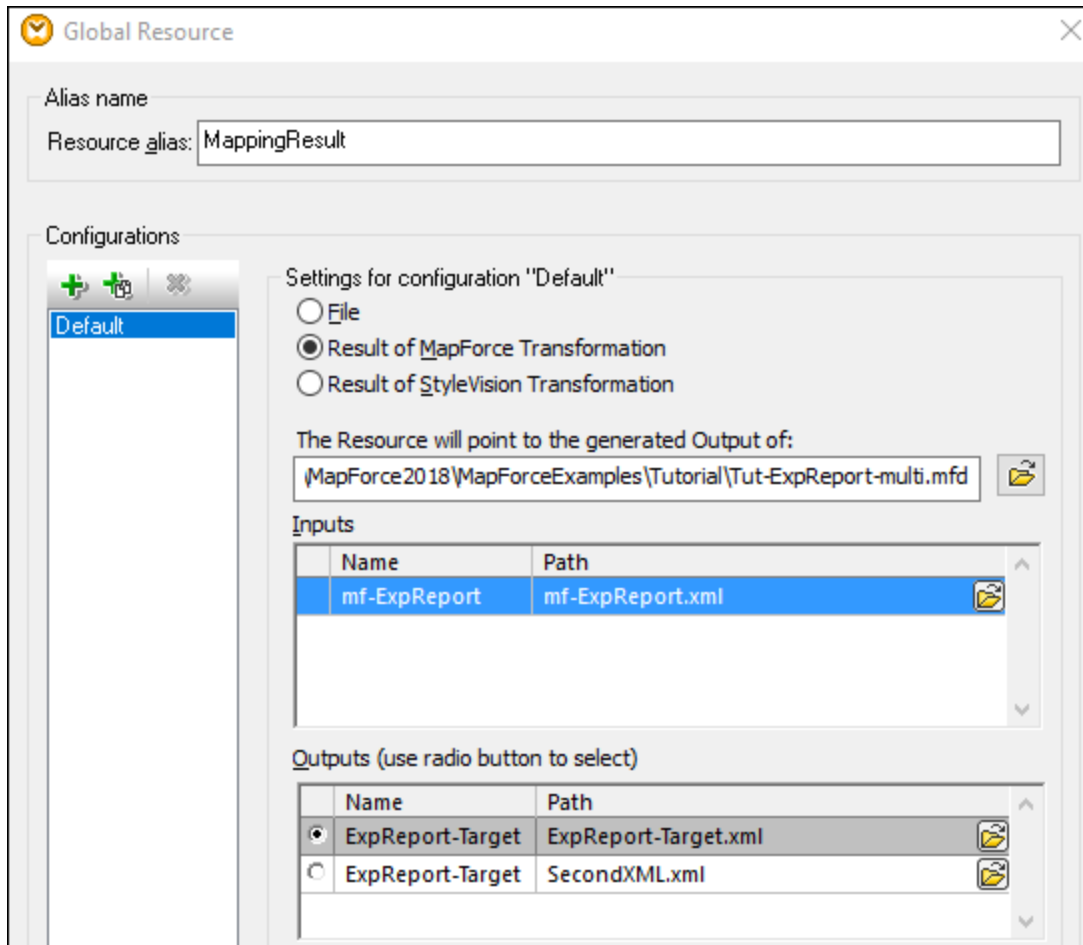 Global Resource
Alias name
Resource alias: MappingResult
Configurations
Default
Settings for configuration "Default"
File
Result of MapForce Transformation
Result of StyleVision Transformation
The Resource will point to the generated Output of:
MapForce2018\MapForceExamples\Tutorial\Tut-ExpReport-multi.mfd
Inputs
Name Path
mf-ExpReport mf-ExpReport.xml
Outputs (use radio button to select)
Name Path
ExpReport-Target ExpReport-Target.xml
ExpReport-Target SecondXML.xml